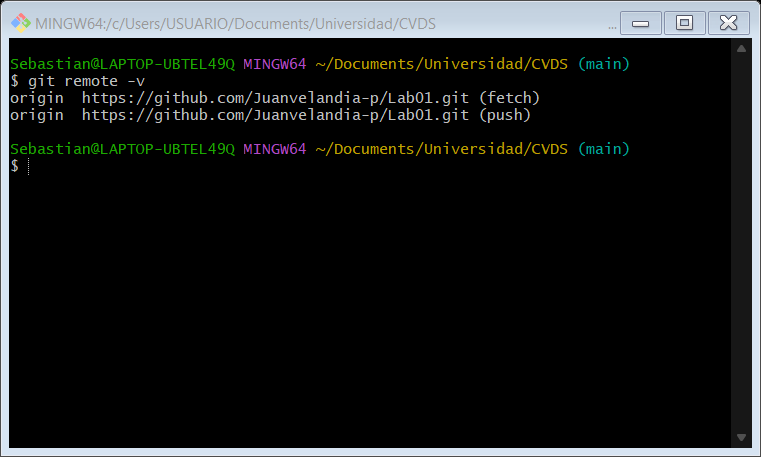 MINGW64:/c/Users/USUARIO/Documents/Universidad/CVDS
...
Sebastian@LAPTOP-UBTEL49Q MINGW64 ~/Documents/Universidad/CVDS (main)
$ git remote -v
origin  https://github.com/Juanvelandia-p/Lab01.git (fetch)
origin  https://github.com/Juanvelandia-p/Lab01.git (push)
Sebastian@LAPTOP-UBTEL49Q MINGW64 ~/Documents/Universidad/CVDS (main)
$